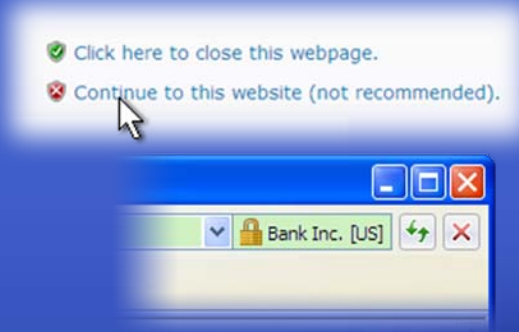 Click here to close this webpage.
Continue to this website (not recommended).
Bank Inc. [US]